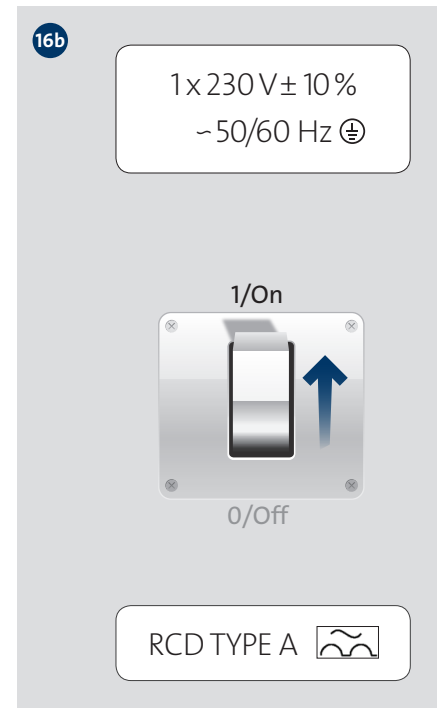 16b
1 x 230 V ± 10 %
~50/60 Hz ⏚
1/On
0/Off
RCD TYPE A